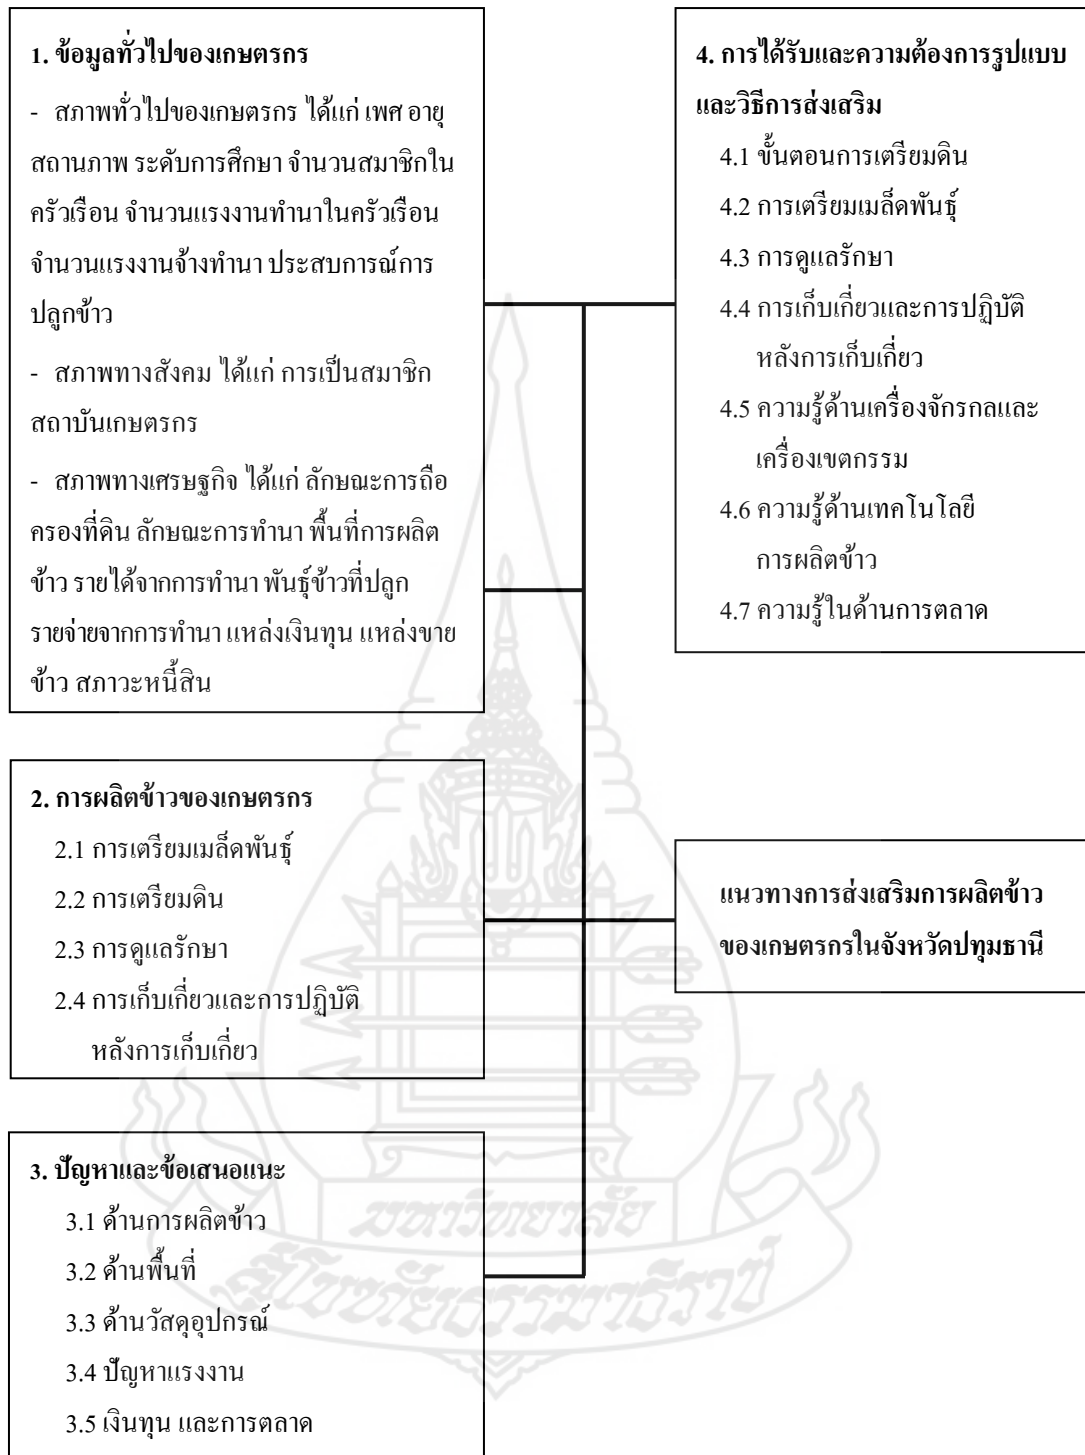 1. ข้อมูลทั่วไปของเกษตรกร
- สภาพทั่วไปของเกษตรกร ได้แก่ เพศ อายุ
สถานภาพ ระดับการศึกษา จำนวนสมาชิกใน
ครัวเรือน จำนวนแรงงานทำนาในครัวเรือน
จำนวนแรงงานจ้างทำนา ประสบการณ์การ
ปลูกข้าว
- สภาพทางสังคม ได้แก่ การเป็นสมาชิก
สถาบันเกษตรกร
- สภาพทางเศรษฐกิจ ได้แก่ ลักษณะการถือ
ครองที่ดิน ลักษณะการทำนา พื้นที่การผลิต
ข้าว รายได้จากการทำนา พันธุ์ข้าวที่ปลูก
รายจ่ายจากการทำนา แหล่งเงินทุน แหล่งขาย
ข้าว สภาวะหนี้สิน
2. การผลิตข้าวของเกษตรกร
2.1 การเตรียมเมล็ดพันธุ์
2.2 การเตรียมดิน
2.3 การดูแลรักษา
2.4 การเก็บเกี่ยวและการปฏิบัติ
หลังการเก็บเกี่ยว
3. ปัญหาและข้อเสนอแนะ
3.1 ด้านการผลิตข้าว
3.2 ด้านพื้นที่
3.3 ด้านวัสดุอุปกรณ์
3.4 ปัญหาแรงงาน
3.5 เงินทุน และการตลาด
4. การได้รับและความต้องการรูปแบบ
และวิธีการส่งเสริม
4.1 ขั้นตอนการเตรียมดิน
4.2 การเตรียมเมล็ดพันธุ์
4.3 การดูแลรักษา
4.4 การเก็บเกี่ยวและการปฏิบัติ
หลังการเก็บเกี่ยว
4.5 ความรู้ด้านเครื่องจักรกลและ
เครื่องเขตกรรม
4.6 ความรู้ด้านเทคโนโลยี
การผลิตข้าว
4.7 ความรู้ในด้านการตลาด
แนวทางการส่งเสริมการผลิตข้าว
ของเกษตรกรในจังหวัดปทุมธานี
มหาวิทยาลัย
สุโขทัยธรรมาธิราช